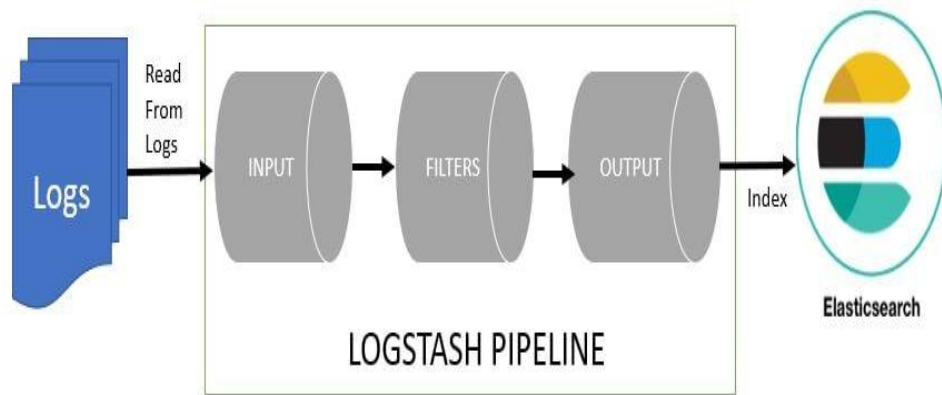 Logs
Read
From
Logs
INPUT
FILTERS
OUTPUT
LOGSTASH PIPELINE
Index
Elasticsearch